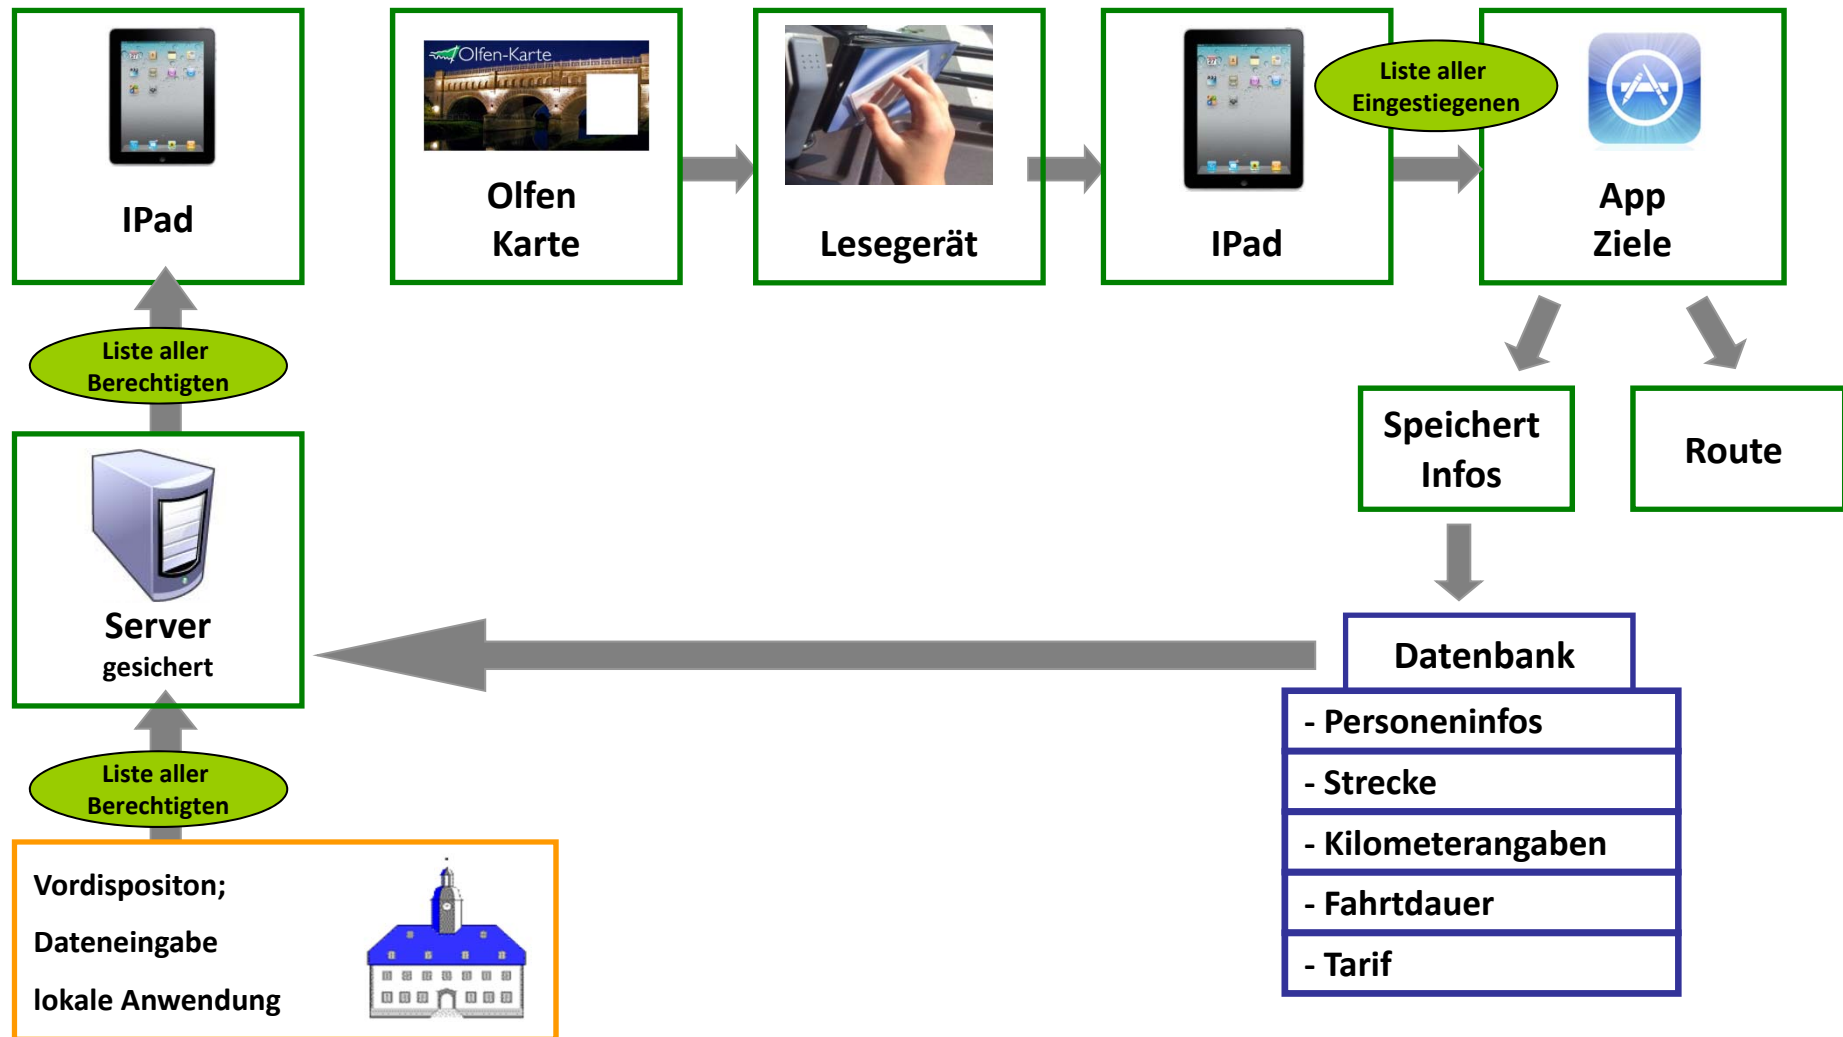 IPad
Olfen-Karte
Olfen
Karte
Lesegerät
IPad
Liste aller
Eingestiegenen
App
Ziele
Liste aller
Berechtigten
Speichert
Infos
Route
Server
gesichert
Datenbank
- Personeninfos
- Strecke
- Kilometerangaben
- Fahrtdauer
- Tarif
Liste aller
Berechtigten
Vordispositon;
Dateneingabe
lokale Anwendung